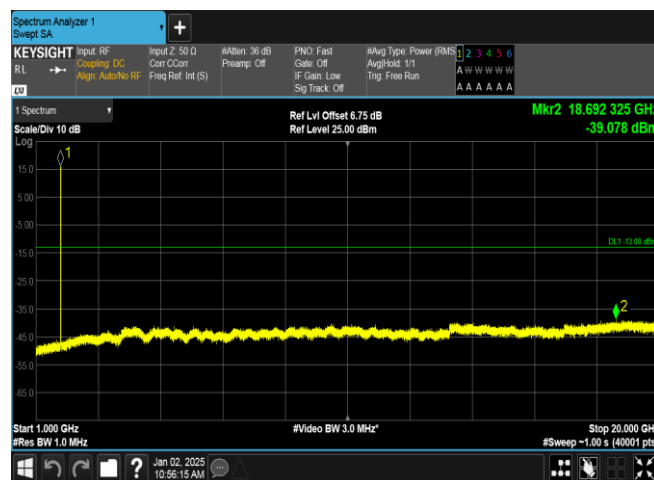 Spectrum Analyzer 1
Swept SA
+
KEYSIGHT
RL
LXI
Input: RF
Coupling: DC
Align: Auto/No RF
Input Z: 50 Ω
Corr CCorr
Freq Ref: Int (S)
#Atten: 36 dB
Preamp: Off
PNO: Fast
Gate: Off
IF Gain: Low
Sig Track: Off
#Avg Type: Power (RMS
Avg|Hold: 1/1
Trig: Free Run
1 2 3 4 5 6
A W W W W W
A A A A A A
1 Spectrum
Scale/Div 10 dB
Ref Lvl Offset 6.75 dB
Ref Level 25.00 dBm
Mkr2 18.692 325 GHz
-39.078 dBm
Log
15.0
5.00
-5.00
-15.0
-25.0
-35.0
-45.0
-55.0
-65.0
1
DL1 -13.00 dBm
2
Start 1.000 GHz
#Res BW 1.0 MHz
#Video BW 3.0 MHz*
Stop 20.000 GHz
#Sweep ~1.00 s (40001 pts
?
Jan 02, 2025
10:56:15 AM